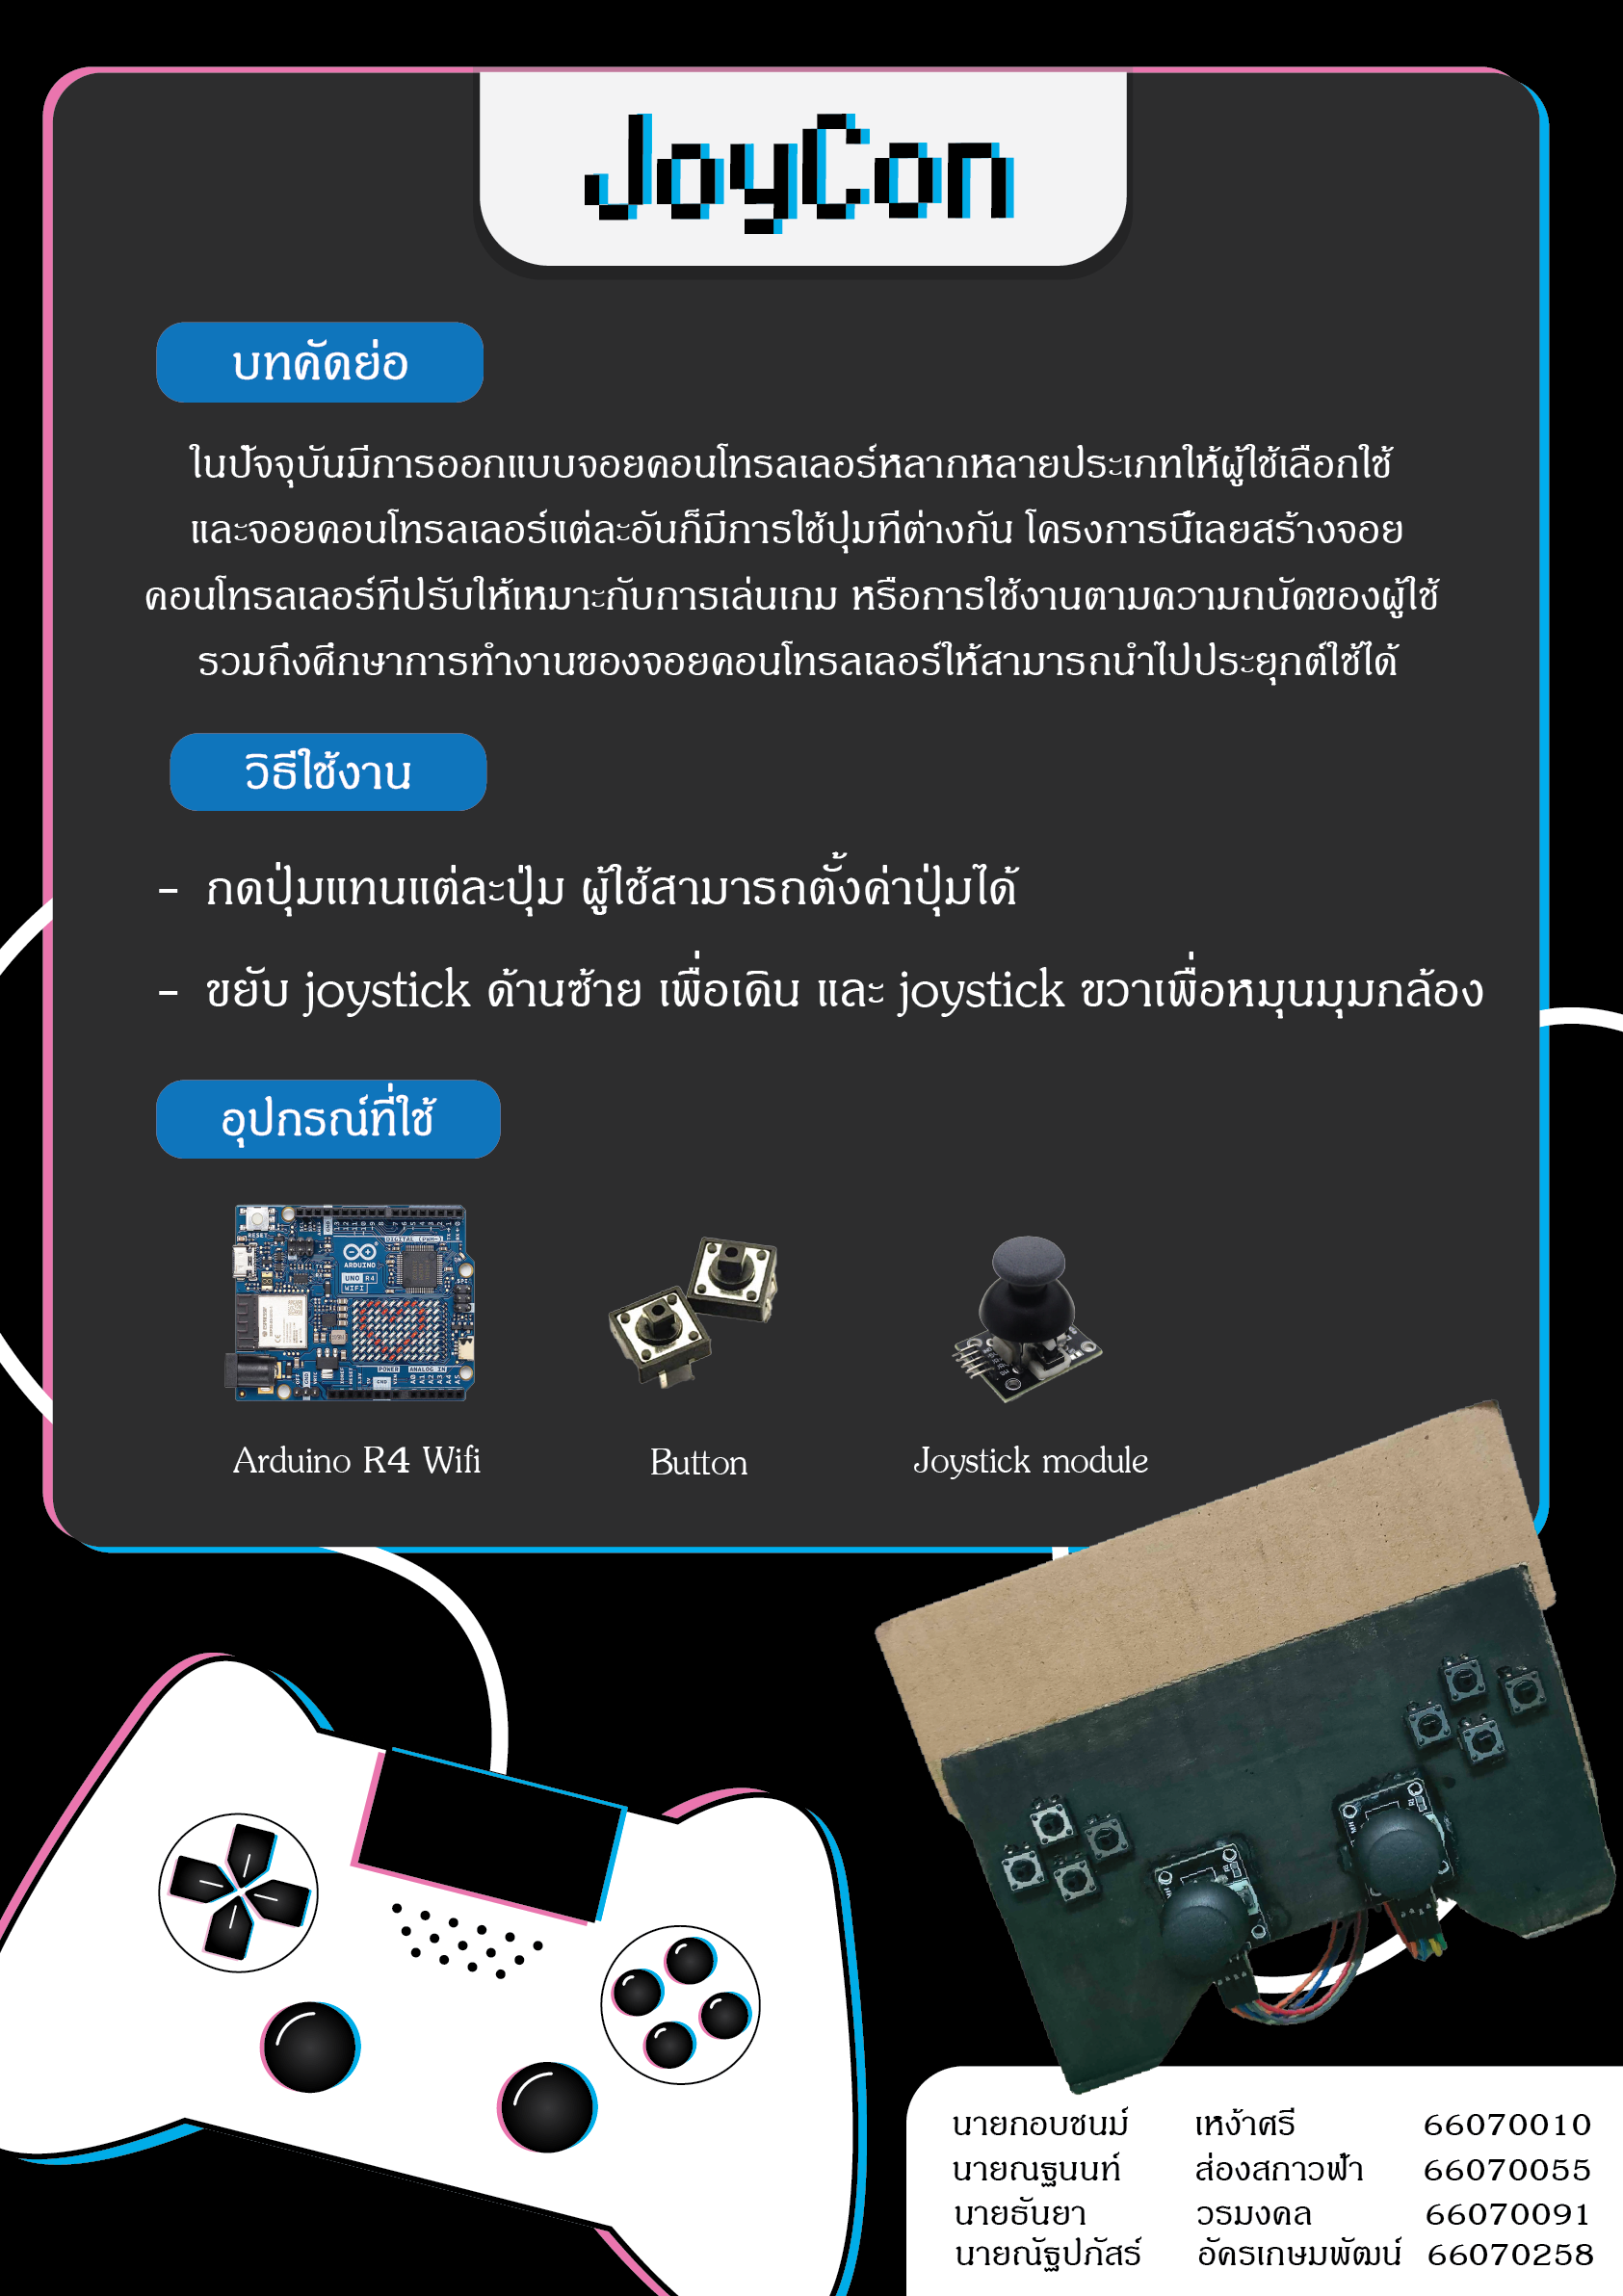 JoyCon
บทคัดย่อ
ในปัจจุบันมีการออกแบบจอยคอนโทรลเลอร์หลากหลายประเภทให้ผู้ใช้เลือกใช้
และจอยคอนโทรลเลอร์แต่ละอันก็มีการใช้ปุ่มที่ต่างกัน โครงการนี้เลยสร้างจอย
คอนโทรลเลอร์ที่ปรับให้เหมาะกับการเล่นเกม หรือการใช้งานตามความถนัดของผู้ใช้
รวมถึงศึกษาการทำงานของจอยคอนโทรลเลอร์ให้สามารถนำไปประยุกต์ใช้ได้
วิธีใช้งาน
- กดปุ่มแทนแต่ละปุ่ม ผู้ใช้สามารถตั้งค่าปุ่มได้
- ขยับ joystick ด้านซ้าย เพื่อเดิน และ joystick ขวาเพื่อหมุนมุมกล้อง
อุปกรณ์ที่ใช้
RESET
DIGITAL (PWM~)
ARDUINO
UNO R4
WIFI
POWER ANALOG IN
Arduino R4 Wifi
Button
Joystick module
นายกอบชนม์ เหง้าศรี 66070010
นายณฐนนท์ ส่องสกาวฟ้า 66070055
นายธันยา วรมงคล 66070091
นายณัฐปภัสร์ อัครเกษมพัฒน์ 66070258